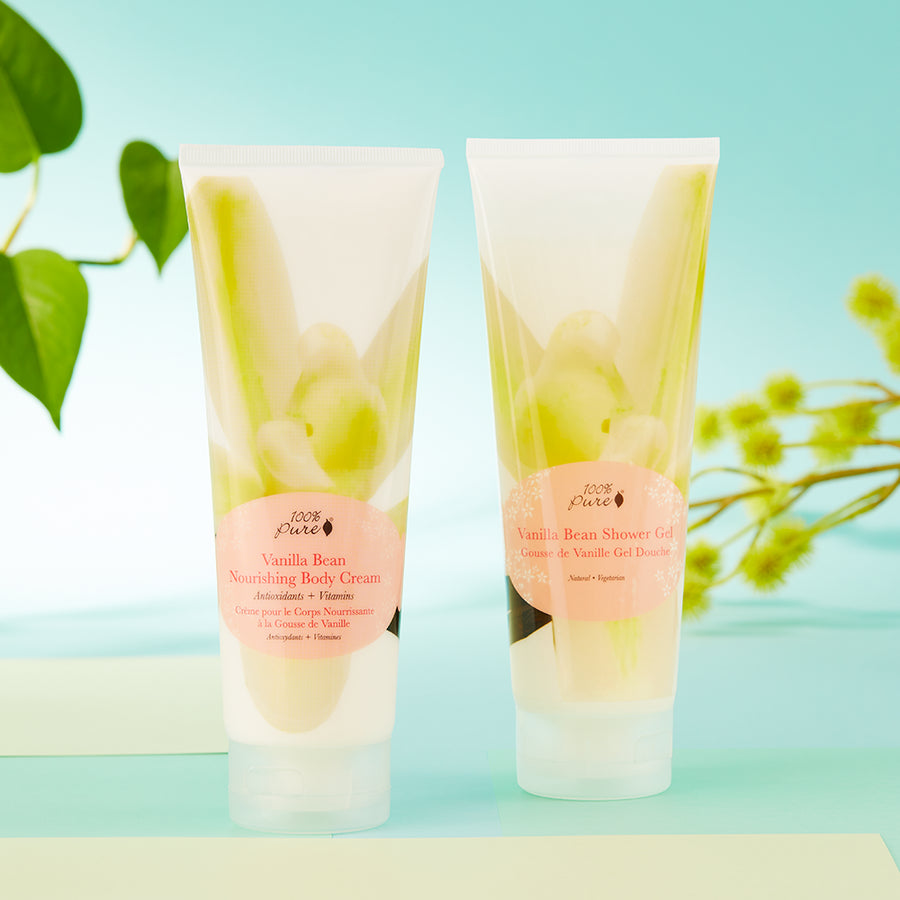 100%
Pure®
Vanilla Bean
Nourishing Body Cream
Antioxidants + Vitamins
Crème pour le Corps Nourrissante
à la Gousse de Vanille
Antioxydants + Vitamines
100%
Pure®
Vanilla Bean Shower Gel
Gousse de Vanille Gel Douche
Natural • Vegetarian